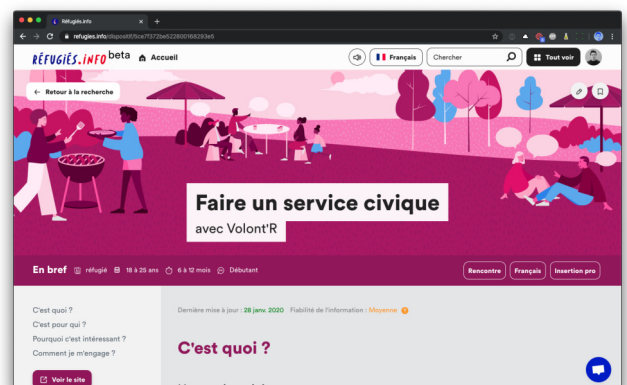 Réfugiés.info
refugies.info/dispositif/5ce7f372be522800168293e5
RÉFUGIÉS.INFO beta Accueil
Français
Chercher
Tout voir
Retour à la recherche
Faire un service civique
avec Volont'R
En bref réfugié 18 à 25 ans 6 à 12 mois Débutant
Rencontre Français Insertion pro
C'est quoi ?
C'est pour qui ?
Pourquoi c'est intéressant ?
Comment je m'engage ?
Voir le site
Dernière mise à jour : 28 janv. 2020 Fiabilité de l'information : Moyenne
C'est quoi ?